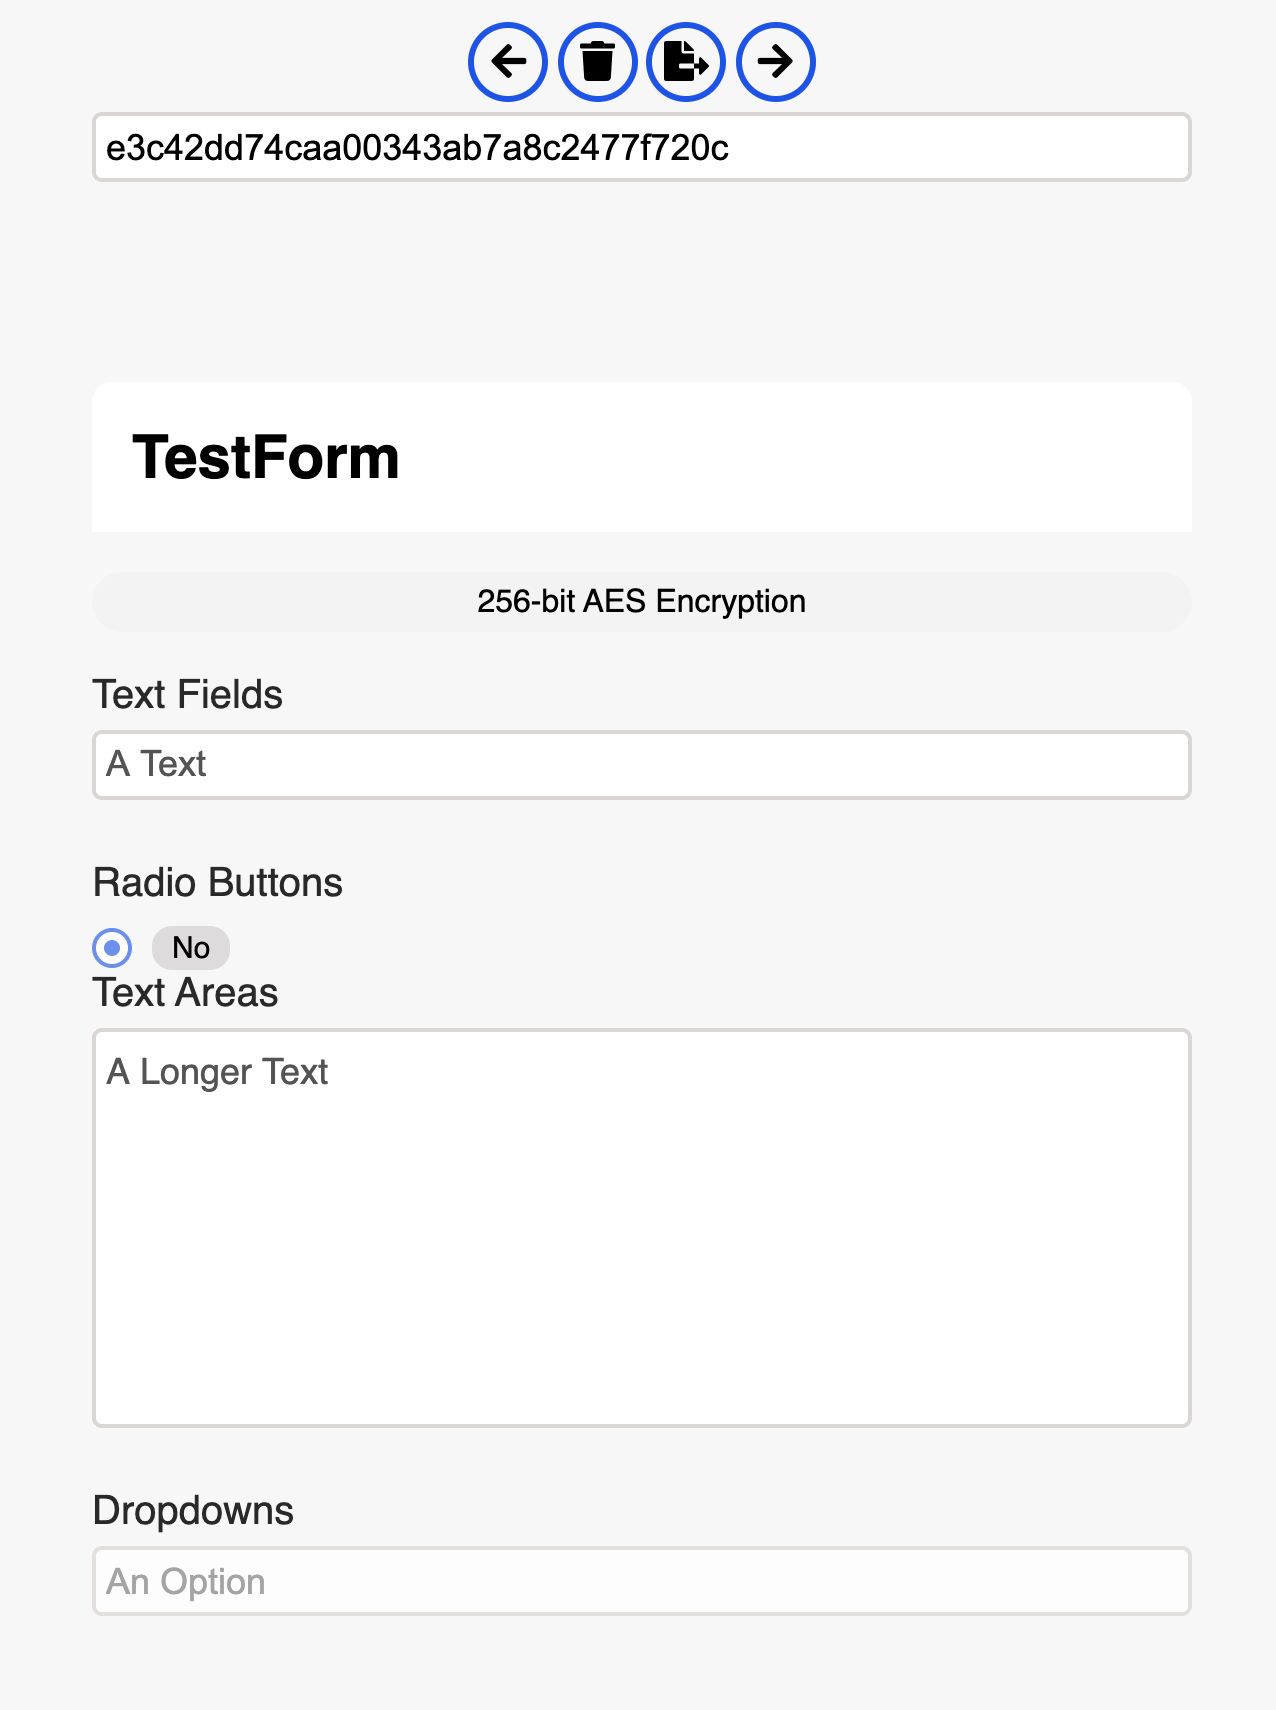 e3c42dd74caa00343ab7a8c2477f720c
TestForm
256-bit AES Encryption
Text Fields
A Text
Radio Buttons
No
Text Areas
A Longer Text
Dropdowns
An Option